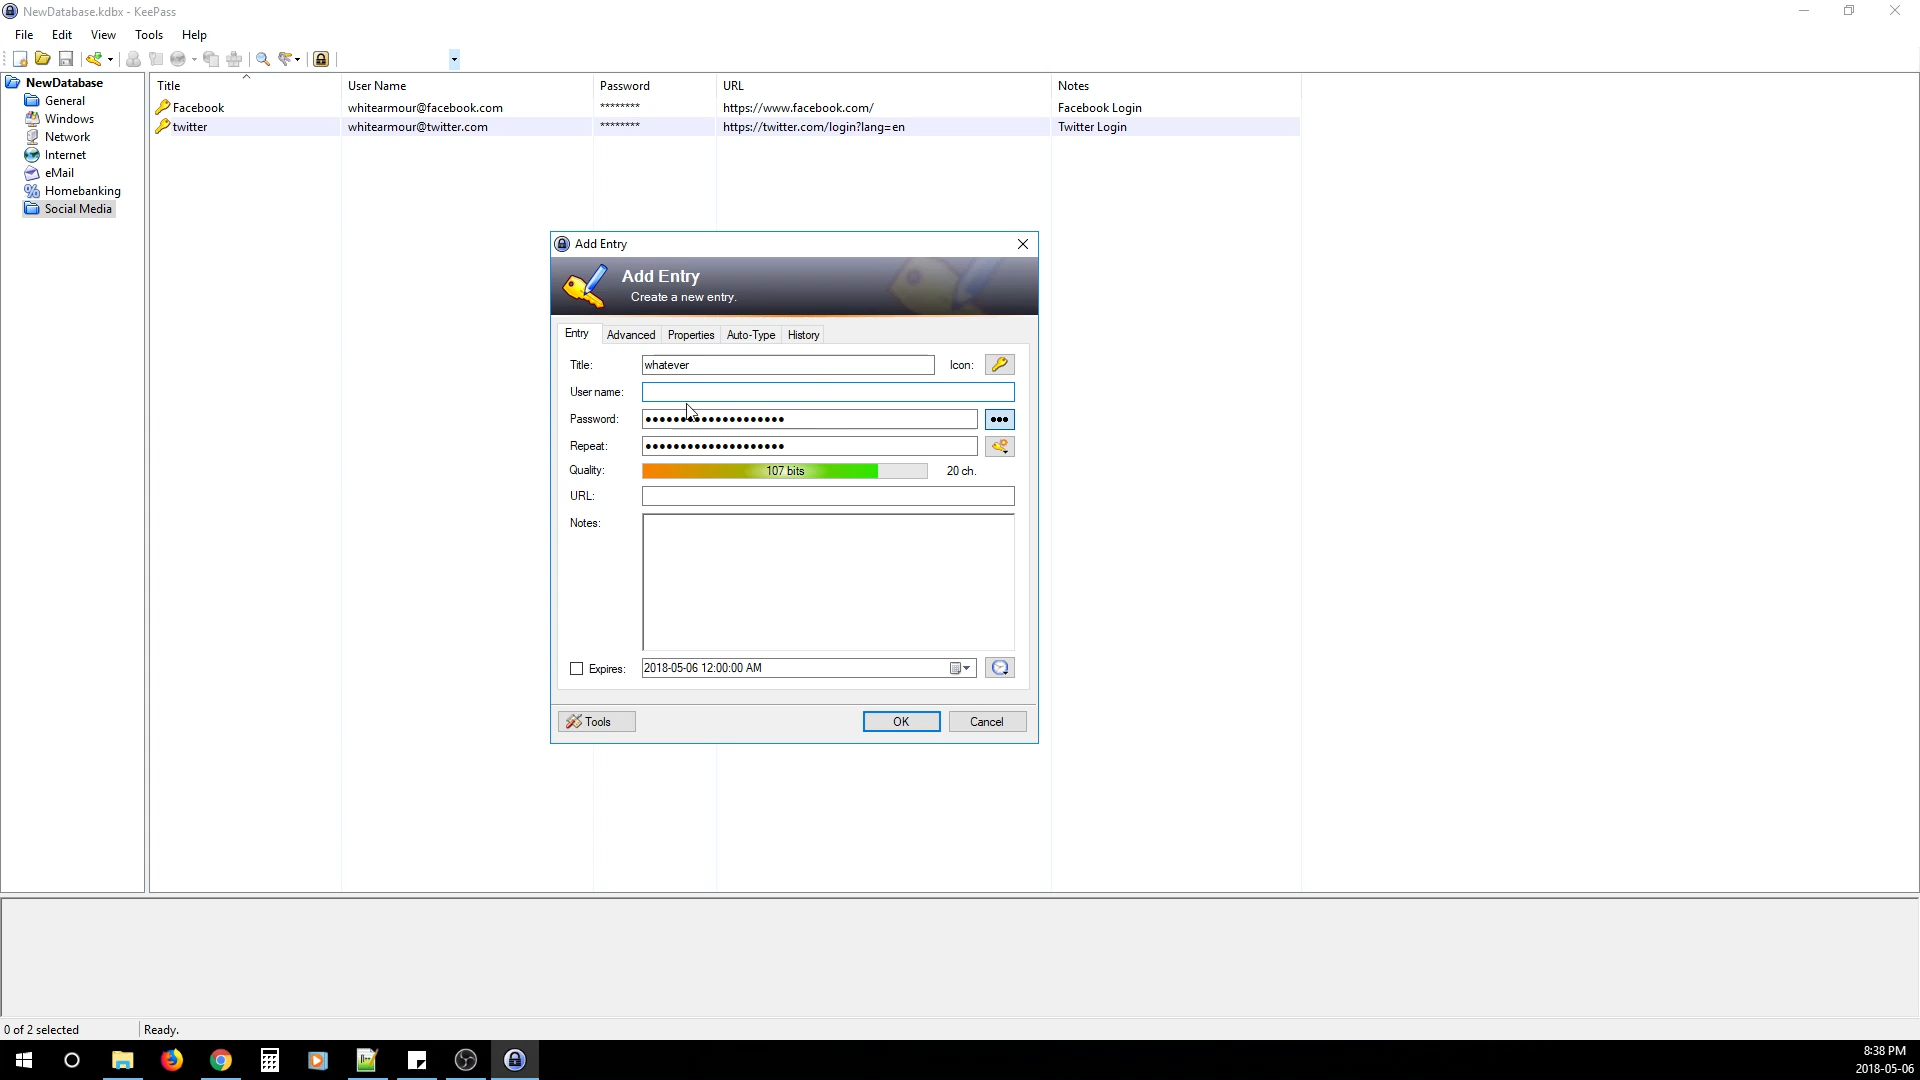 NewDatabase.kdbx - KeePass
File Edit View Tools Help
NewDatabase
General
Windows
Network
Internet
eMail
Homebanking
Social Media
Title User Name Password URL Notes
Facebook whitearmour@facebook.com ******** https://www.facebook.com/ Facebook Login
twitter whitearmour@twitter.com ******** https://twitter.com/login?lang=en Twitter Login
Add Entry
Add Entry
Create a new entry.
Entry Advanced Properties Auto-Type History
Title: whatever Icon:
User name:
Password: ●●●●●●●●●●●●●●●●●●●● ●●●
Repeat: ●●●●●●●●●●●●●●●●●●●●
Quality: 107 bits 20 ch.
URL:
Notes:
Expires: 2018-05-06 12:00:00 AM
Tools OK Cancel
0 of 2 selected Ready.
8:38 PM
2018-05-06